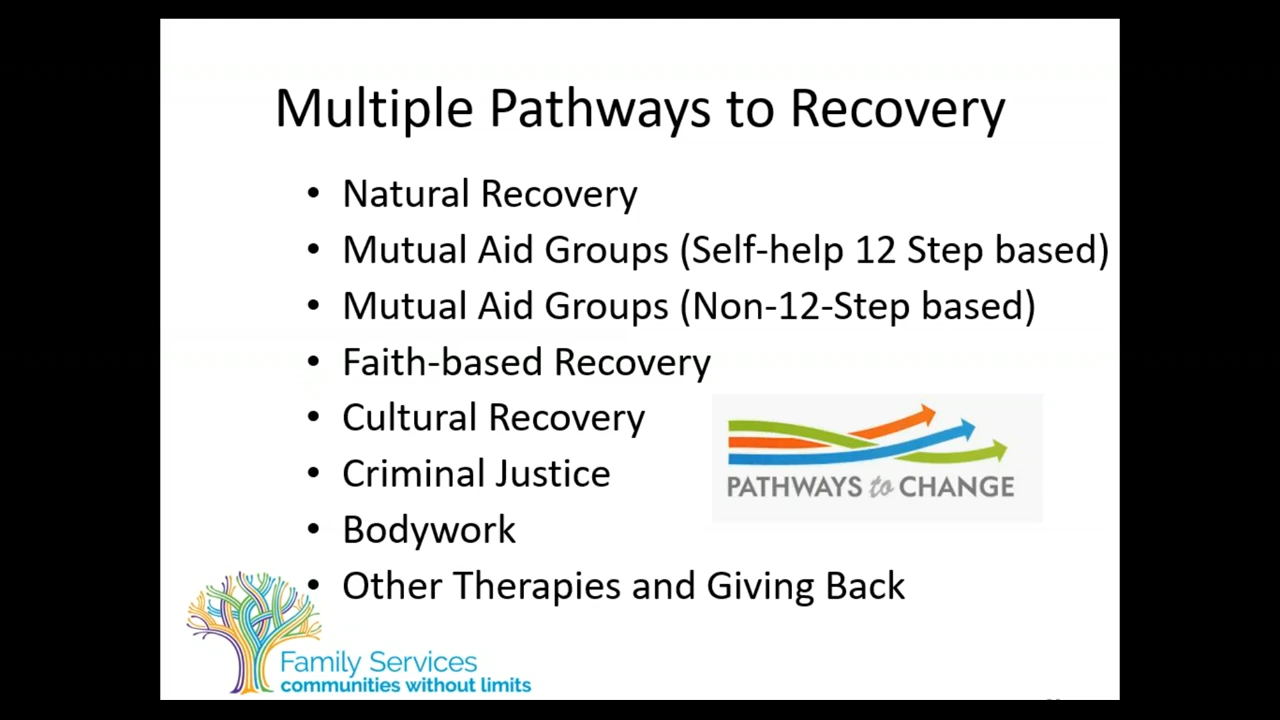 Multiple Pathways to Recovery
• Natural Recovery
• Mutual Aid Groups (Self-help 12 Step based)
• Mutual Aid Groups (Non-12-Step based)
• Faith-based Recovery
• Cultural Recovery
• Criminal Justice
PATHWAYS to CHANGE
• Bodywork
• Other Therapies and Giving Back
Family Services
communities without limits